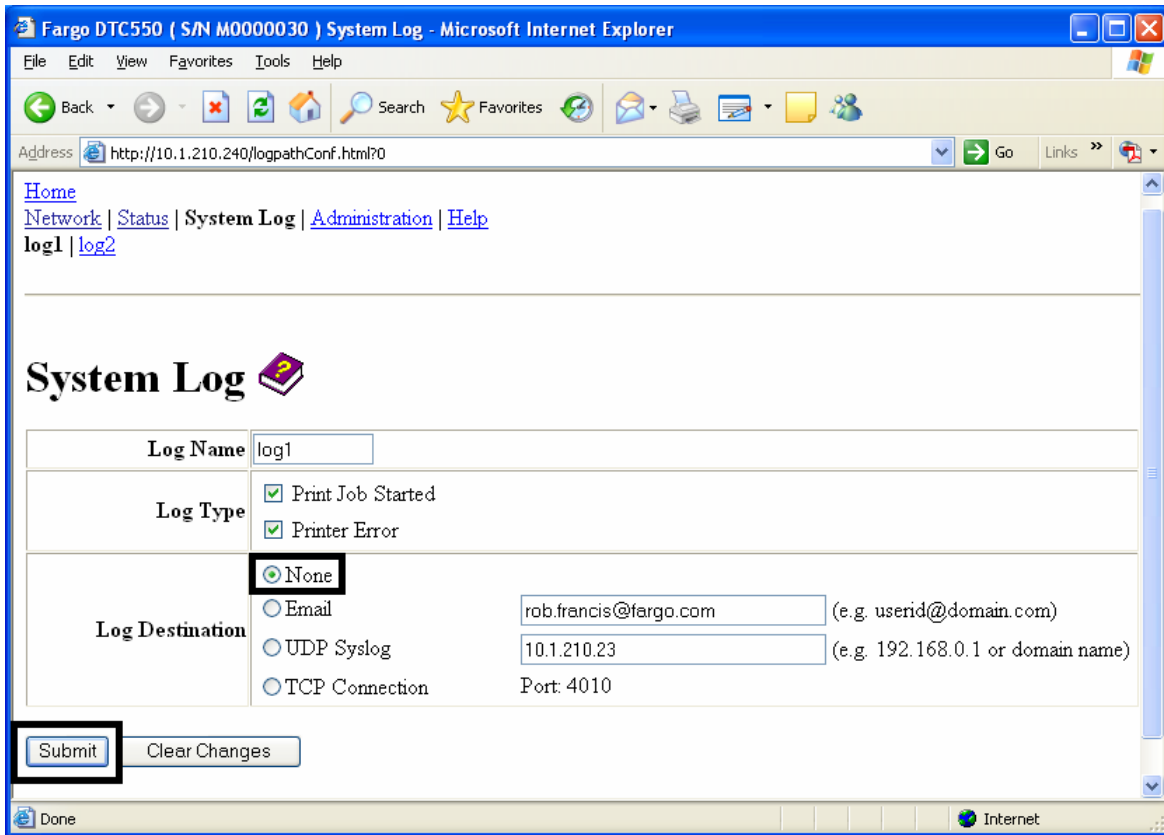 Fargo DTC550 ( S/N M0000030 ) System Log - Microsoft Internet Explorer
File Edit View Favorites Tools Help
Back Search Favorites
Address http://10.1.210.240/logpathConf.html?0 Go Links »
Home
Network | Status | System Log | Administration | Help
log1 | log2
System Log ?
Log Name log1
Log Type Print Job Started
Printer Error
Log Destination None
Email rob.francis@fargo.com (e.g. userid@domain.com)
UDP Syslog 10.1.210.23 (e.g. 192.168.0.1 or domain name)
TCP Connection Port: 4010
Submit Clear Changes
Done Internet